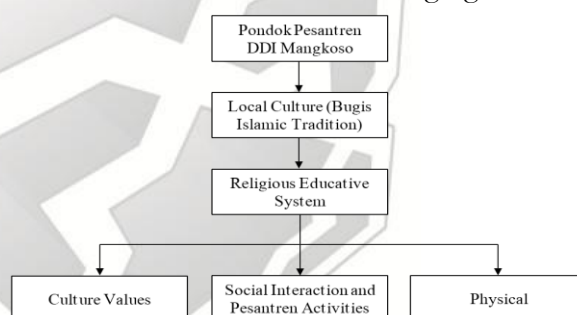 Pondok Pesantren
DDI Mangkoso
Local Culture (Bugis
Islamic Tradition)
Religious Educative
System
Culture Values
Social Interaction and
Pesantren Activities
Physical